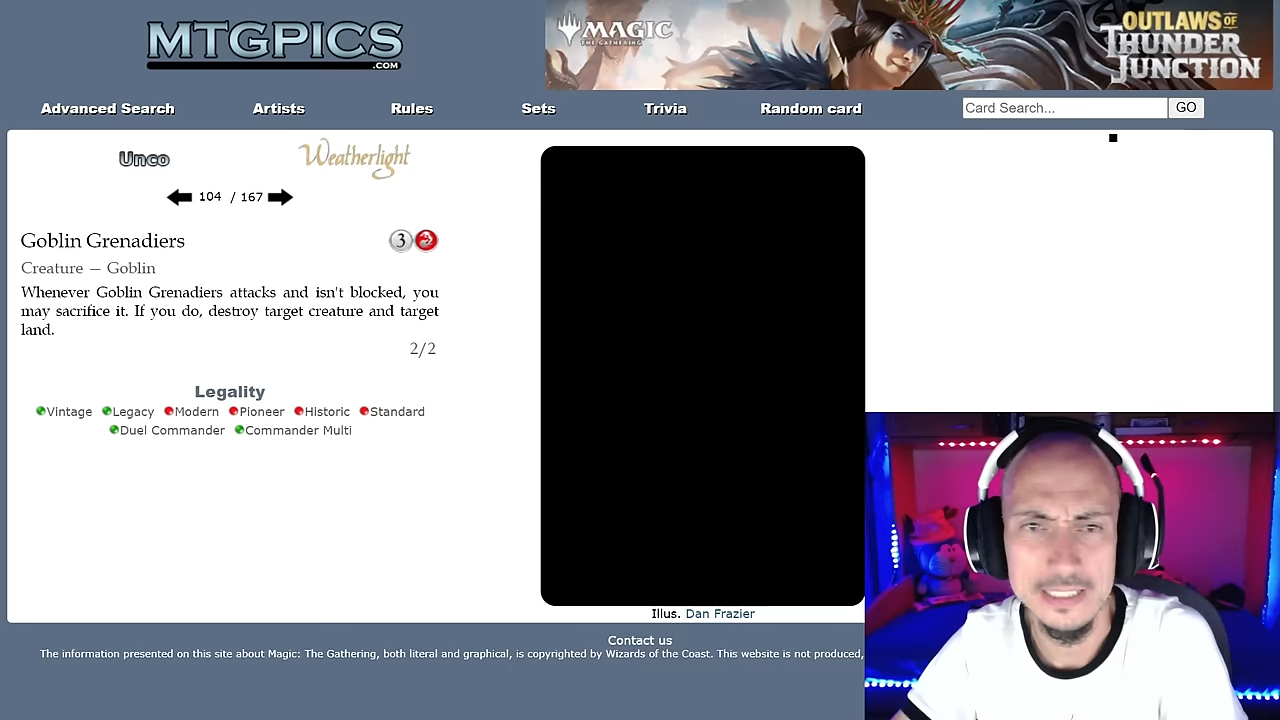 MTGPICS
.COM
MAGIC
THE GATHERING
OUTLAWS OF
THUNDER
JUNCTION
Advanced Search
Artists
Rules
Sets
Trivia
Random card
Card Search...
GO
Unco
Weatherlight
104 / 167
Goblin Grenadiers
3
Creature — Goblin
Whenever Goblin Grenadiers attacks and isn't blocked, you
may sacrifice it. If you do, destroy target creature and target
land.
2/2
Legality
Vintage Legacy Modern Pioneer Historic Standard
Duel Commander Commander Multi
Illus. Dan Frazier
Contact us
The information presented on this site about Magic: The Gathering, both literal and graphical, is copyrighted by Wizards of the Coast. This website is not produced,